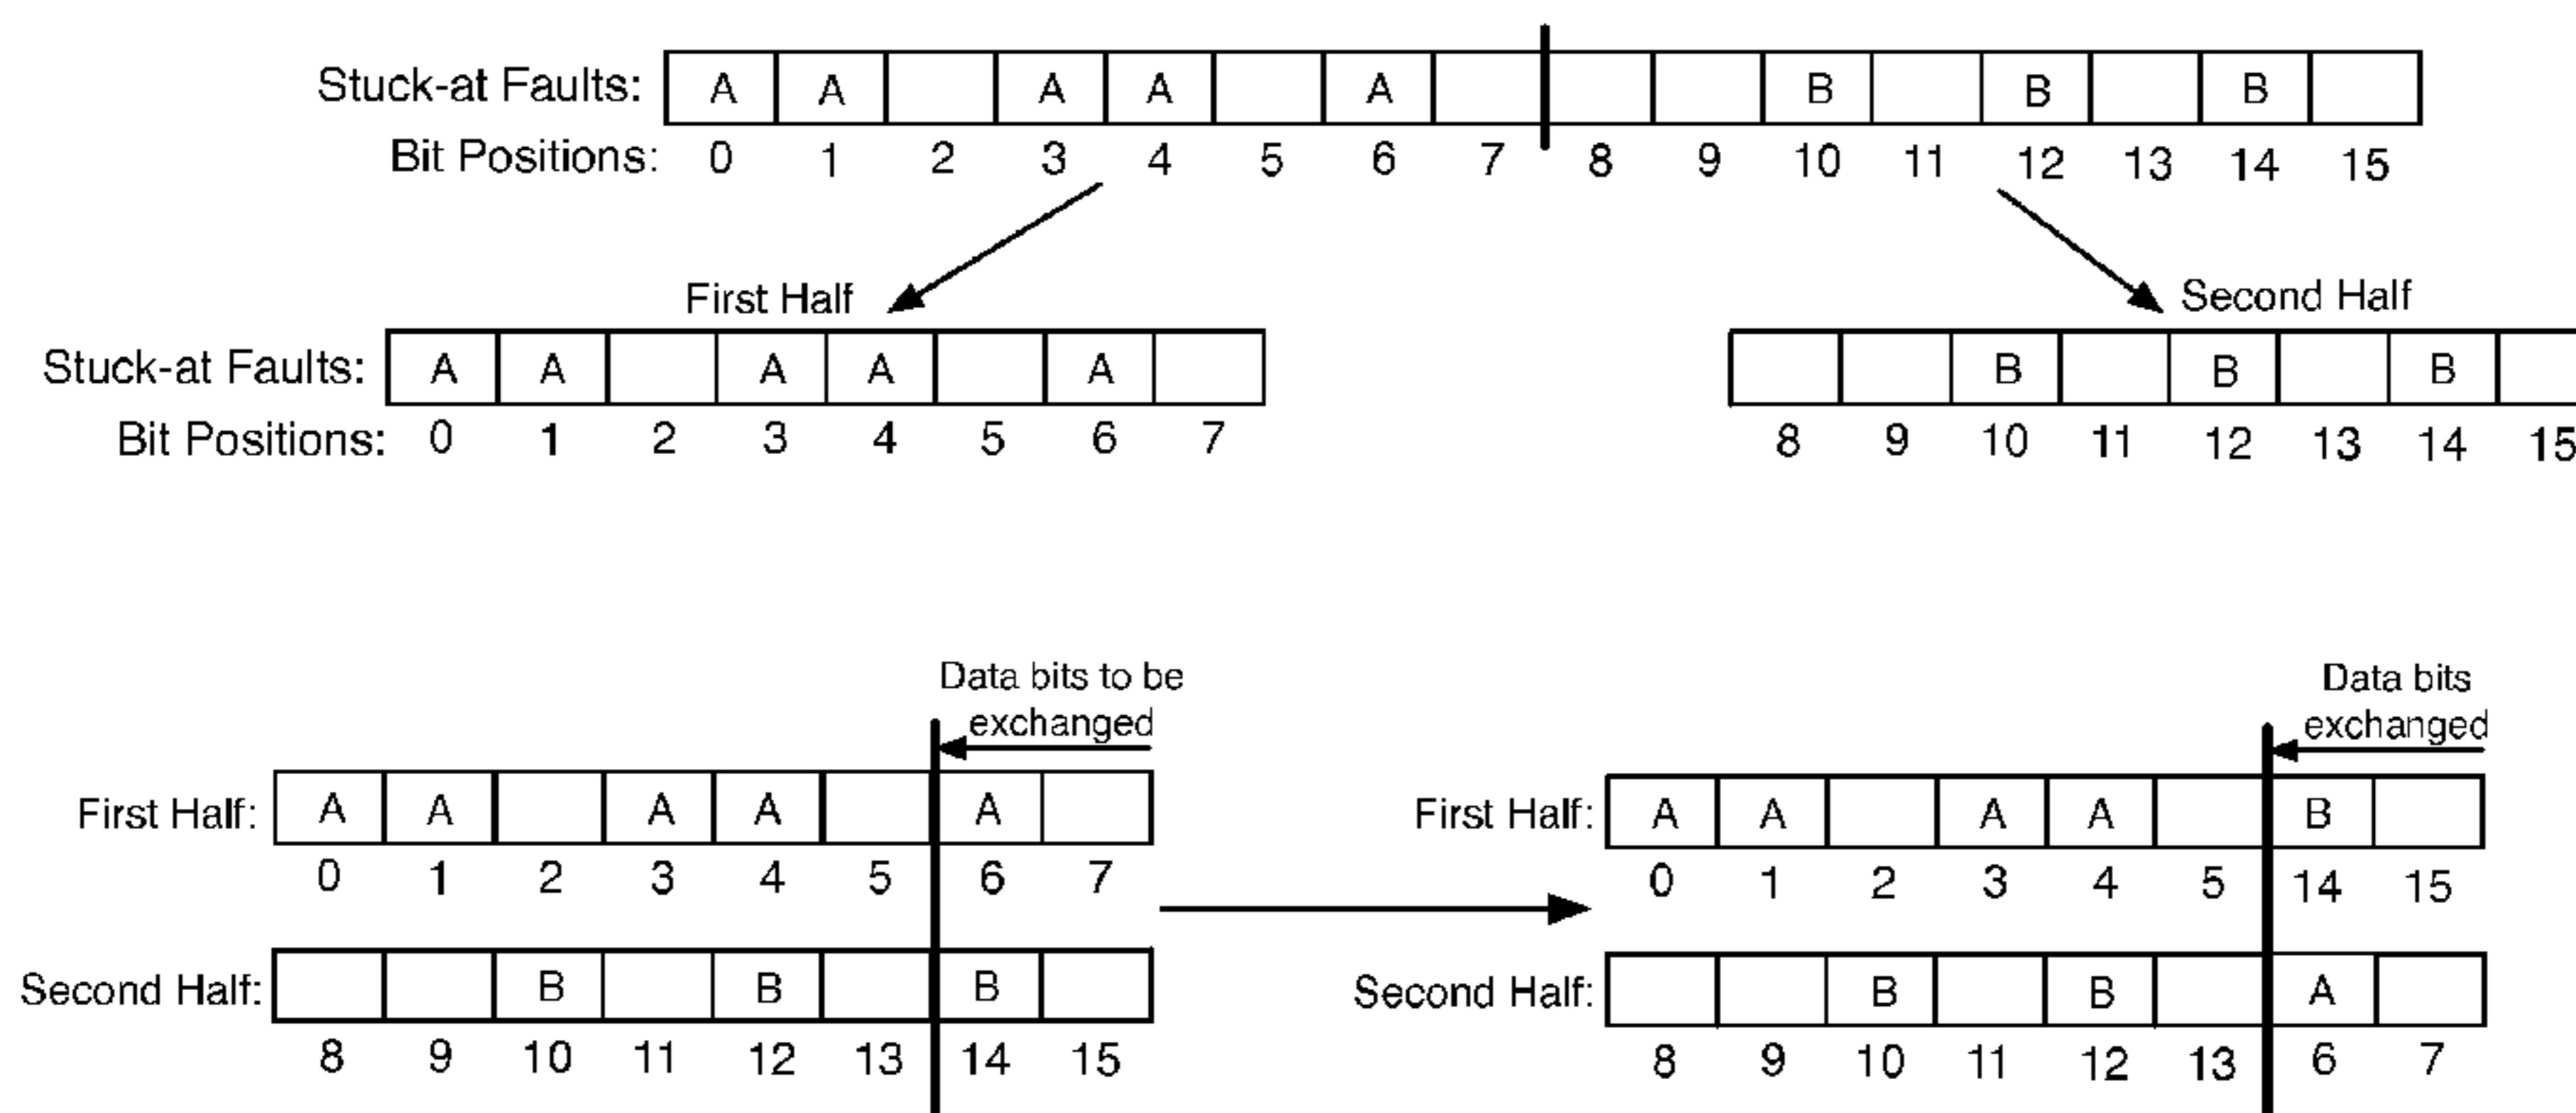 Stuck-at Faults: A A A A A B B B
Bit Positions: 0 1 2 3 4 5 6 7 8 9 10 11 12 13 14 15
First Half
Second Half
Stuck-at Faults: A A A A A B B B
Bit Positions: 0 1 2 3 4 5 6 7 8 9 10 11 12 13 14 15
Data bits to be
exchanged
Data bits
exchanged
First Half: A A A A A
0 1 2 3 4 5 6 7
Second Half: B B B
8 9 10 11 12 13 14 15
First Half: A A A A B
0 1 2 3 4 5 14 15
Second Half: B B A
8 9 10 11 12 13 6 7